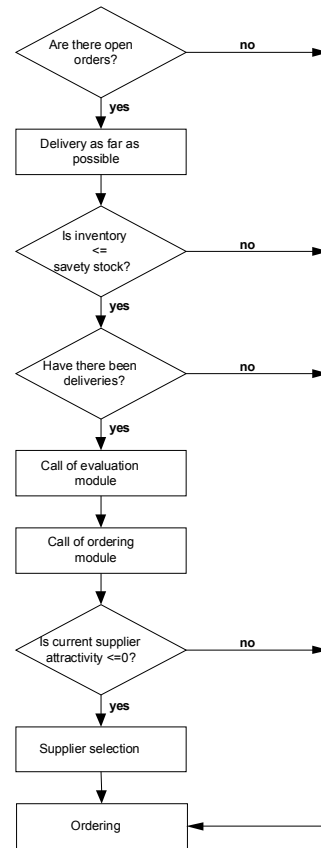 Are there open
orders?
no
yes
Delivery as far as
possible
Is inventory
<=
savety stock?
no
yes
Have there been
deliveries?
no
yes
Call of evaluation
module
Call of ordering
module
Is current supplier
attractivity <=0?
no
yes
Supplier selection
Ordering